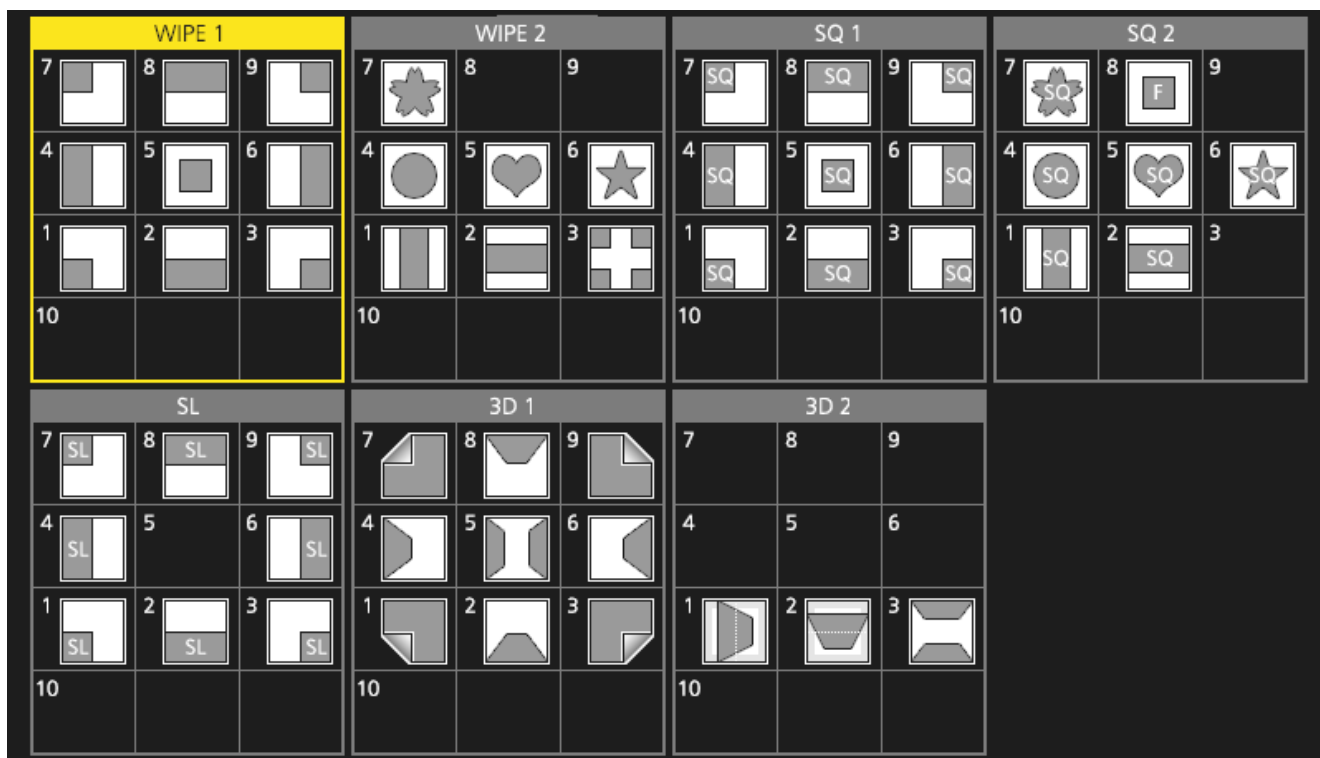 WIPE 1 WIPE 2 SQ 1 SQ 2
7 8 9 7 8 9 7 SQ 8 SQ 9 SQ 7 SQ 8 F 9
4 5 6 4 5 6 4 SQ 5 SQ 6 SQ 4 SQ 5 SQ 6 SQ
1 2 3 1 2 3 1 SQ 2 SQ 3 SQ 1 SQ 2 SQ 3
10 10 10 10
SL 3D 1 3D 2
7 SL 8 SL 9 SL 7 8 9 7 8 9
4 SL 5 6 SL 4 5 6 4 5 6
1 SL 2 SL 3 SL 1 2 3 1 2 3
10 10 10